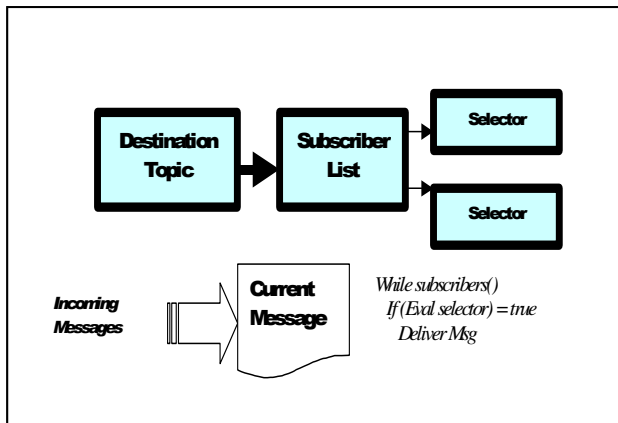 Destination
Topic
Subscriber
List
Selector
Selector
Incoming
Messages
Current
Message
While subscribers()
If (Eval selector) = true
Deliver Msg